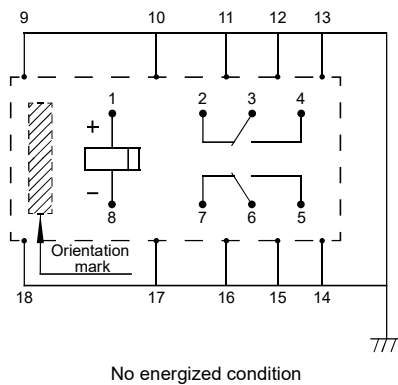 9 10 11 12 13
1 2 3 4
+
−
8 7 6 5
Orientation
mark
18 17 16 15 14
No energized condition